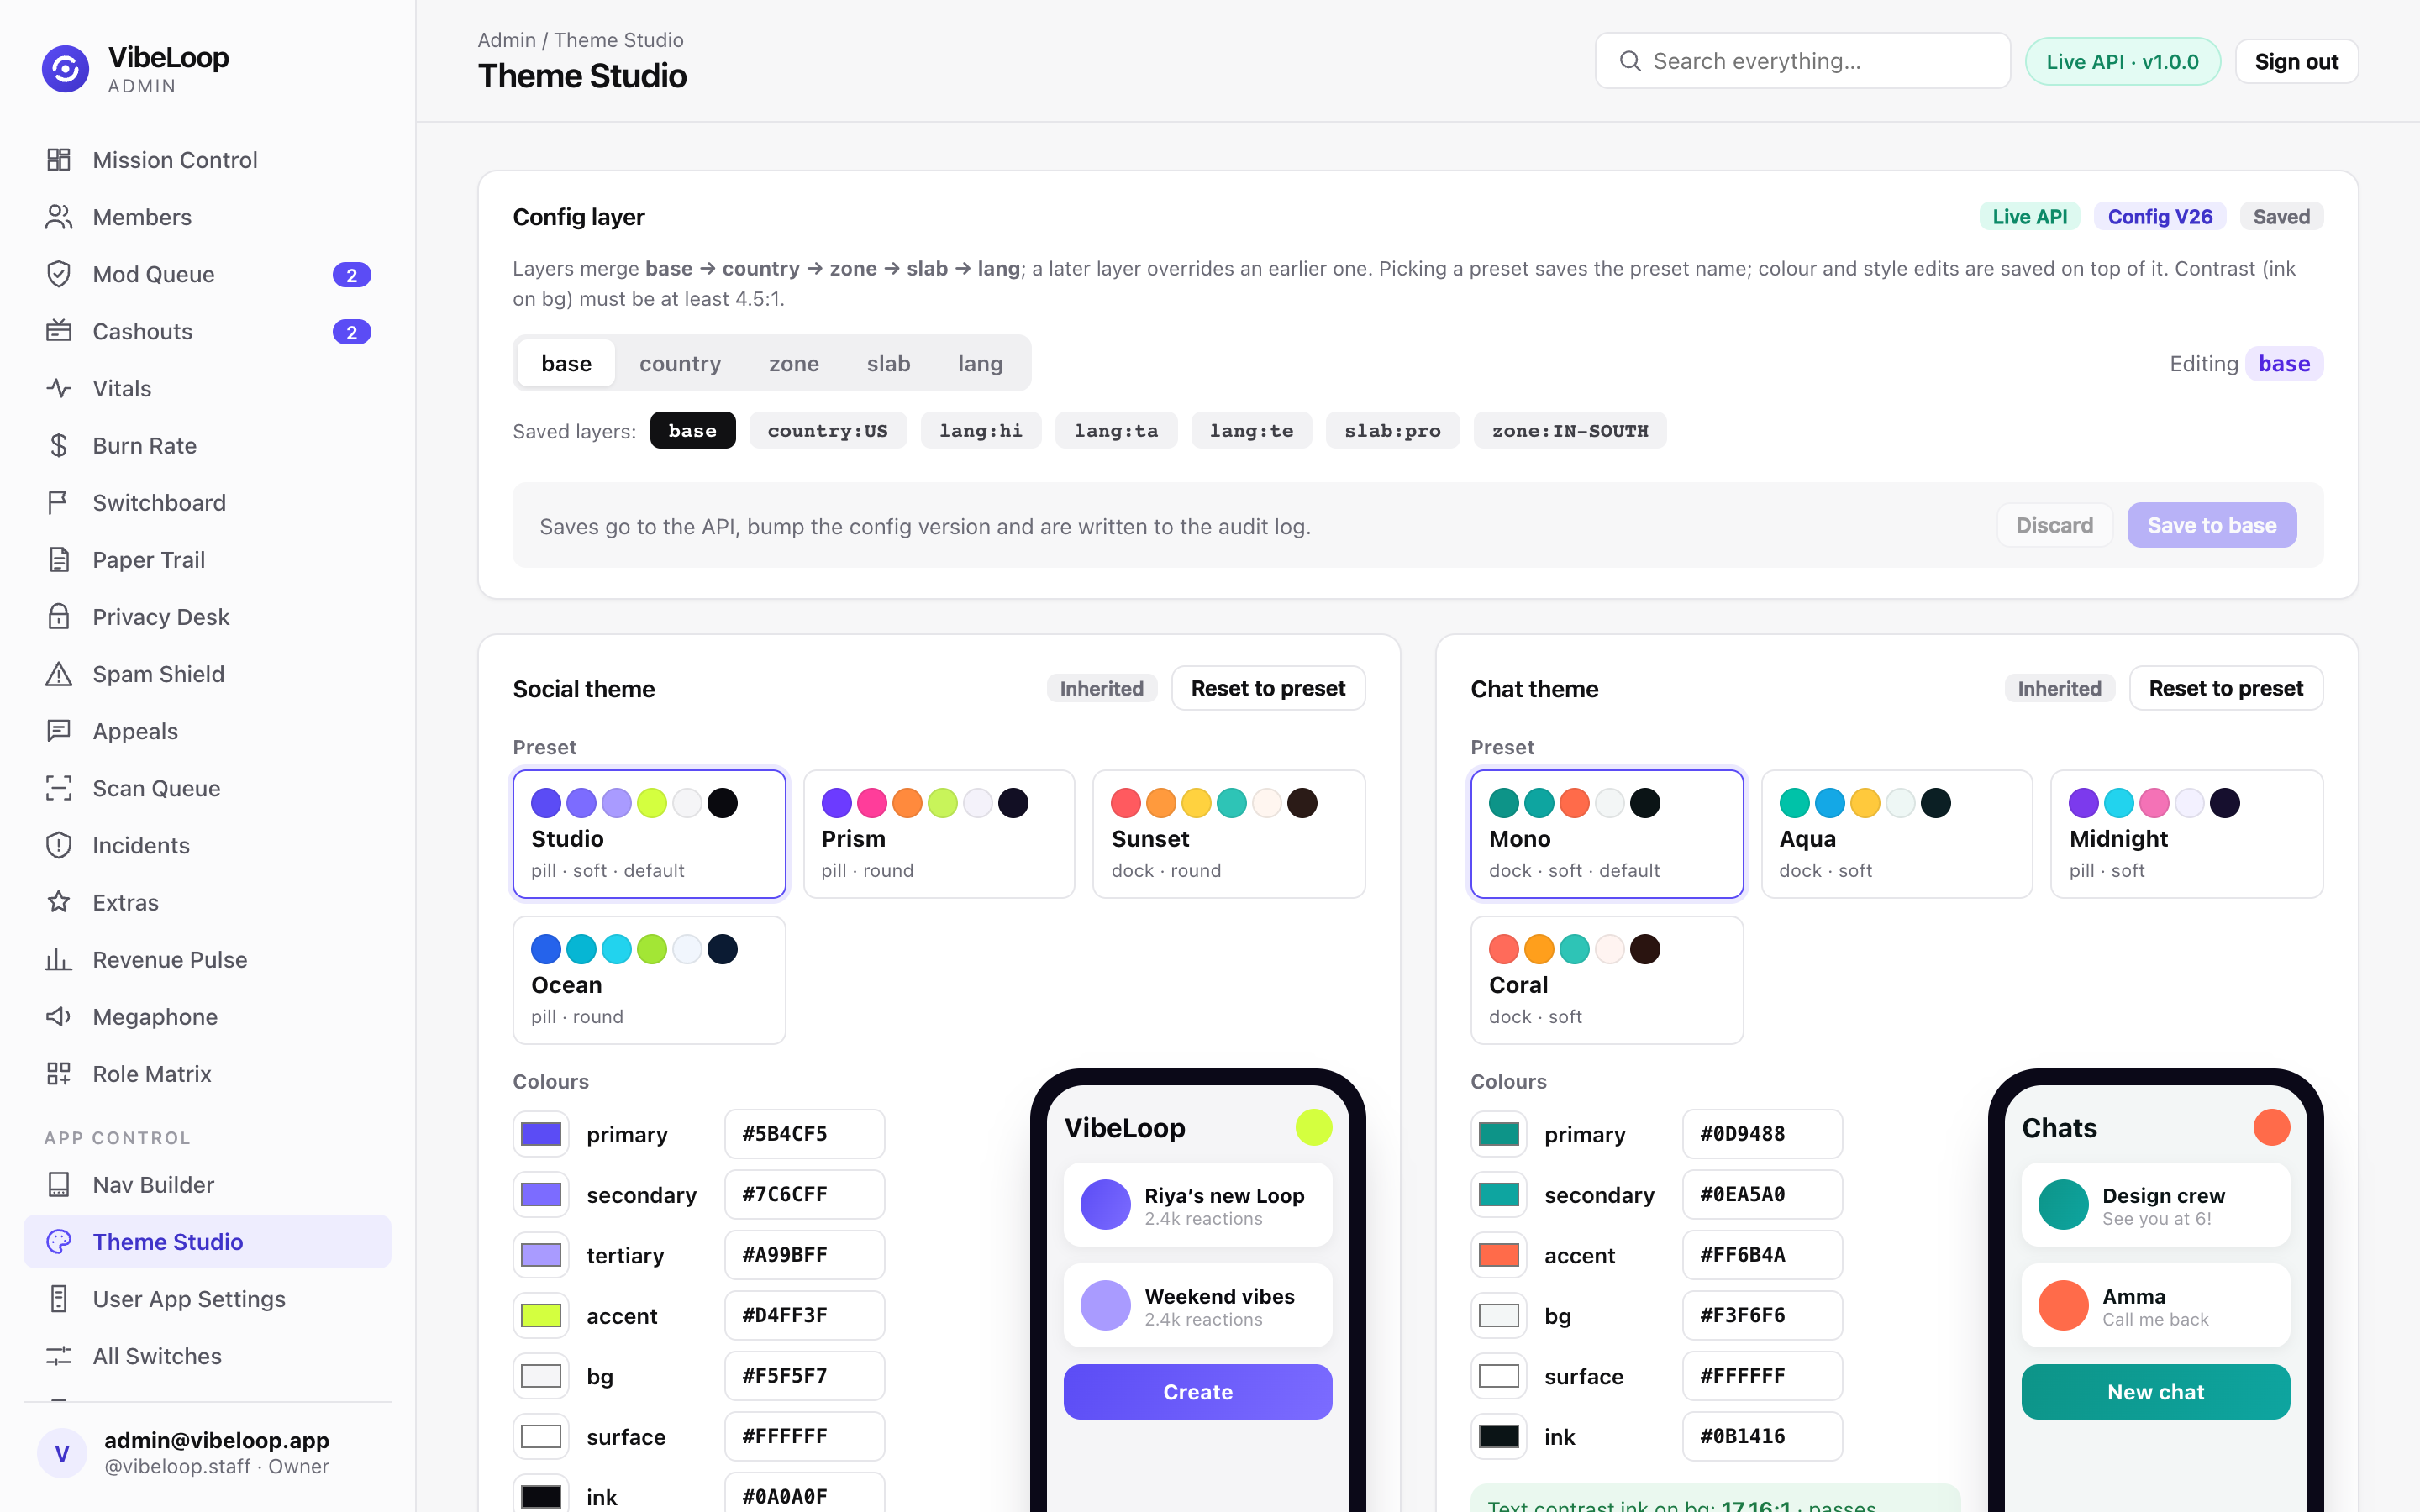 VibeLoop
ADMIN
Mission Control
Members
Mod Queue 2
Cashouts 2
Vitals
Burn Rate
Switchboard
Paper Trail
Privacy Desk
Spam Shield
Appeals
Scan Queue
Incidents
Extras
Revenue Pulse
Megaphone
Role Matrix
APP CONTROL
Nav Builder
Theme Studio
User App Settings
All Switches
V
admin@vibeloop.app
@vibeloop.staff · Owner
Admin / Theme Studio
Theme Studio
Search everything...
Live API · v1.0.0
Sign out
Config layer
Live API
Config V26
Saved
Layers merge base → country → zone → slab → lang; a later layer overrides an earlier one. Picking a preset saves the preset name; colour and style edits are saved on top of it. Contrast (ink
on bg) must be at least 4.5:1.
base country zone slab lang
Editing base
Saved layers: base country:US lang:hi lang:ta lang:te slab:pro zone:IN-SOUTH
Saves go to the API, bump the config version and are written to the audit log.
Discard
Save to base
Social theme
Inherited
Reset to preset
Preset
Studio
pill · soft · default
Prism
pill · round
Sunset
dock · round
Ocean
pill · round
Colours
primary #5B4CF5
secondary #7C6CFF
tertiary #A99BFF
accent #D4FF3F
bg #F5F5F7
surface #FFFFFF
ink #0A0A0F
VibeLoop
Riya’s new Loop
2.4k reactions
Weekend vibes
2.4k reactions
Create
Chat theme
Inherited
Reset to preset
Preset
Mono
dock · soft · default
Aqua
dock · soft
Midnight
pill · soft
Coral
dock · soft
Colours
primary #0D9488
secondary #0EA5A0
accent #FF6B4A
bg #F3F6F6
surface #FFFFFF
ink #0B1416
Text contrast ink on bg: 17.16:1 · passes
Chats
Design crew
See you at 6!
Amma
Call me back
New chat